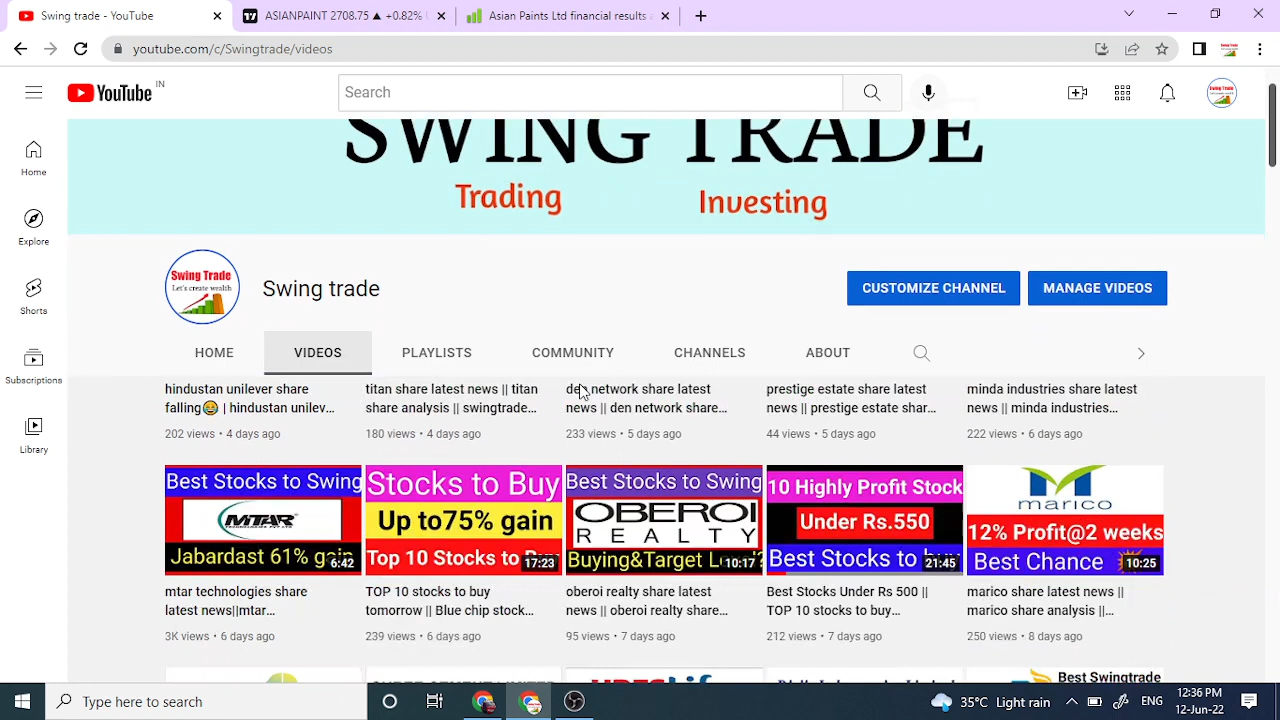 Swing trade - YouTube
ASIANPAINT 2708.75 ▲ +0.82%
Asian Paint Ltd financial results
youtube.com/c/Swingtrade/videos
YouTube IN
Search
SWING TRADE
Trading
Investing
Home
Explore
Shorts
Subscriptions
Library
Swing Trade
Let's create wealth
Swing trade
CUSTOMIZE CHANNEL
MANAGE VIDEOS
HOME
VIDEOS
PLAYLISTS
COMMUNITY
CHANNELS
ABOUT
hindustan unilever share
falling😂 | hindustan unilev...
202 views • 4 days ago
titan share latest news || titan
share analysis || swingtrade...
180 views • 4 days ago
den network share latest
news || den network share...
233 views • 5 days ago
prestige estate share latest
news || prestige estate shar...
44 views • 5 days ago
minda industries share latest
news || minda industries...
222 views • 6 days ago
Best Stocks to Swing
MTAR
Jabardast 61% gain
6:42
mtar technologies share
latest news||mtar...
3K views • 6 days ago
Stocks to Buy
Up to75% gain
Top 10 Stocks to
17:23
TOP 10 stocks to buy
tomorrow || Blue chip stock...
239 views • 6 days ago
Best Stocks to Swing
OBEROI
REALTY
Buying&Target
10:17
oberoi realty share latest
news || oberoi realty share...
95 views • 7 days ago
10 Highly Profit Stock
Under Rs.550
Best Stocks to
21:45
Best Stocks Under Rs 500 ||
TOP 10 stocks to buy...
212 views • 7 days ago
marico
12% Profit@2 weeks
Best Chance
10:25
marico share latest news ||
marico share analysis ||...
250 views • 8 days ago
Best Swingtrade
Type here to search
35°C Light rain
ENG
12:36 PM
12-Jun-22